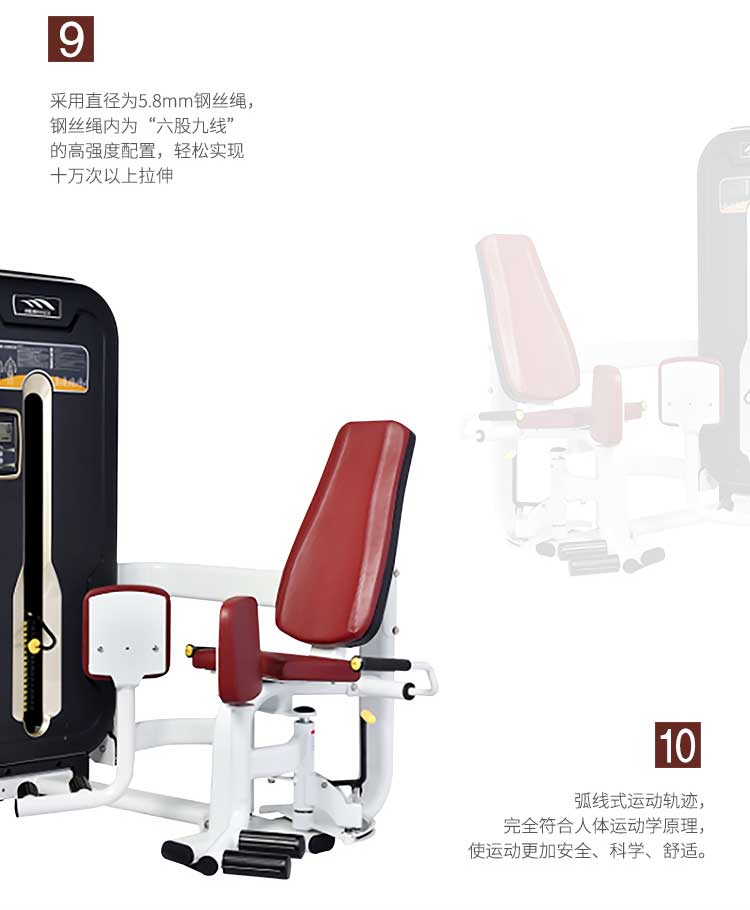 9
采用直径为5.8mm钢丝绳，
钢丝绳内为“六股九线”
的高强度配置，轻松实现
十万次以上拉伸
10
弧线式运动轨迹，
完全符合人体运动学原理，
使运动更加安全、科学、舒适。